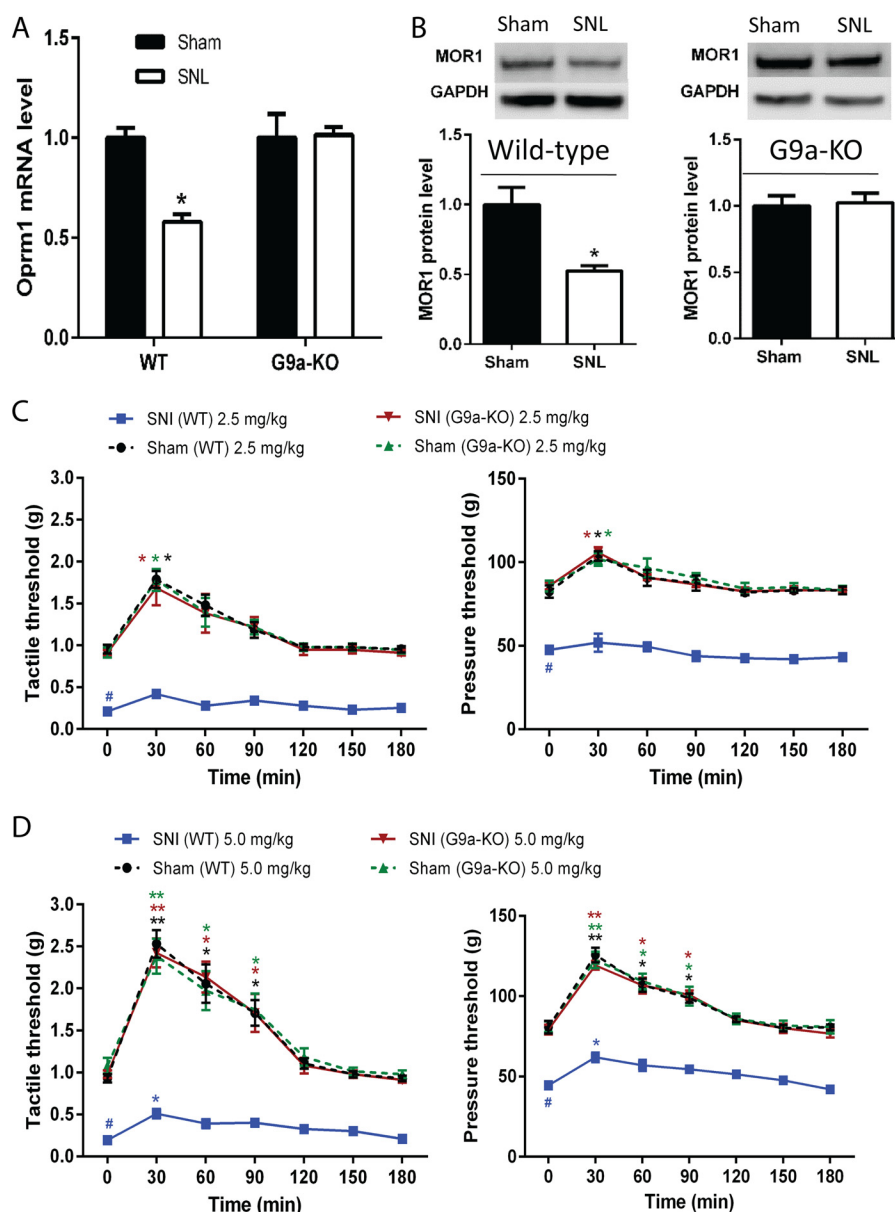 A
Sham
SNL
Oprm1 mRNA level
1.5
1.0
0.5
0.0
*
WT
G9a-KO
B
Sham SNL
MOR1
GAPDH
Wild-type
MOR1 protein level
1.5
1.0
0.5
0.0
*
Sham SNL
Sham SNL
MOR1
GAPDH
G9a-KO
MOR1 protein level
1.5
1.0
0.5
0.0
Sham SNL
C
SNI (WT) 2.5 mg/kg
SNI (G9a-KO) 2.5 mg/kg
Sham (WT) 2.5 mg/kg
Sham (G9a-KO) 2.5 mg/kg
Tactile threshold (g)
3.0
2.5
2.0
1.5
1.0
0.5
0.0
* * *
#
0 30 60 90 120 150 180
Time (min)
Pressure threshold (g)
150
100
50
0
* * *
#
0 30 60 90 120 150 180
Time (min)
D
SNI (WT) 5.0 mg/kg
SNI (G9a-KO) 5.0 mg/kg
Sham (WT) 5.0 mg/kg
Sham (G9a-KO) 5.0 mg/kg
Tactile threshold (g)
3.0
2.5
2.0
1.5
1.0
0.5
0.0
**
**
**
*
*
*
*
*
*
#
*
0 30 60 90 120 150 180
Time (min)
Pressure threshold (g)
150
100
50
0
**
**
**
*
*
*
*
*
*
*
#
0 30 60 90 120 150 180
Time (min)